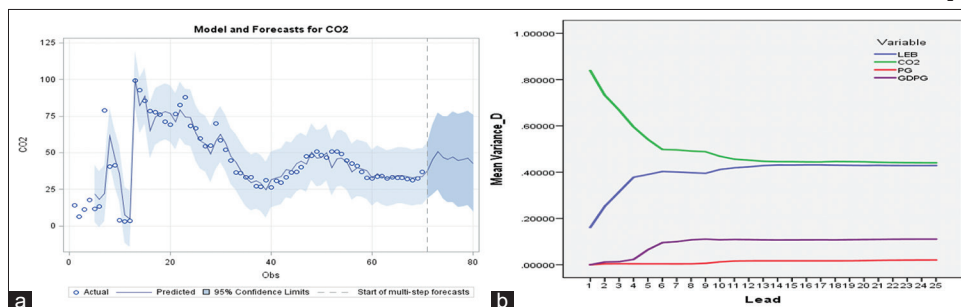 Model and Forecasts for CO2
125
100
75
50
25
0
CO2
0 20 40 60 80
Obs
Actual Predicted 95% Confidence Limits Start of multi-step forecasts
a
1.00000
.80000
.60000
.40000
.20000
.00000
Mean Variance_D
Variable
LEB
CO2
PG
GDPG
1 2 3 4 5 6 7 8 9 10 11 12 13 14 15 16 17 18 19 20 21 22 23 24 25
Lead
b